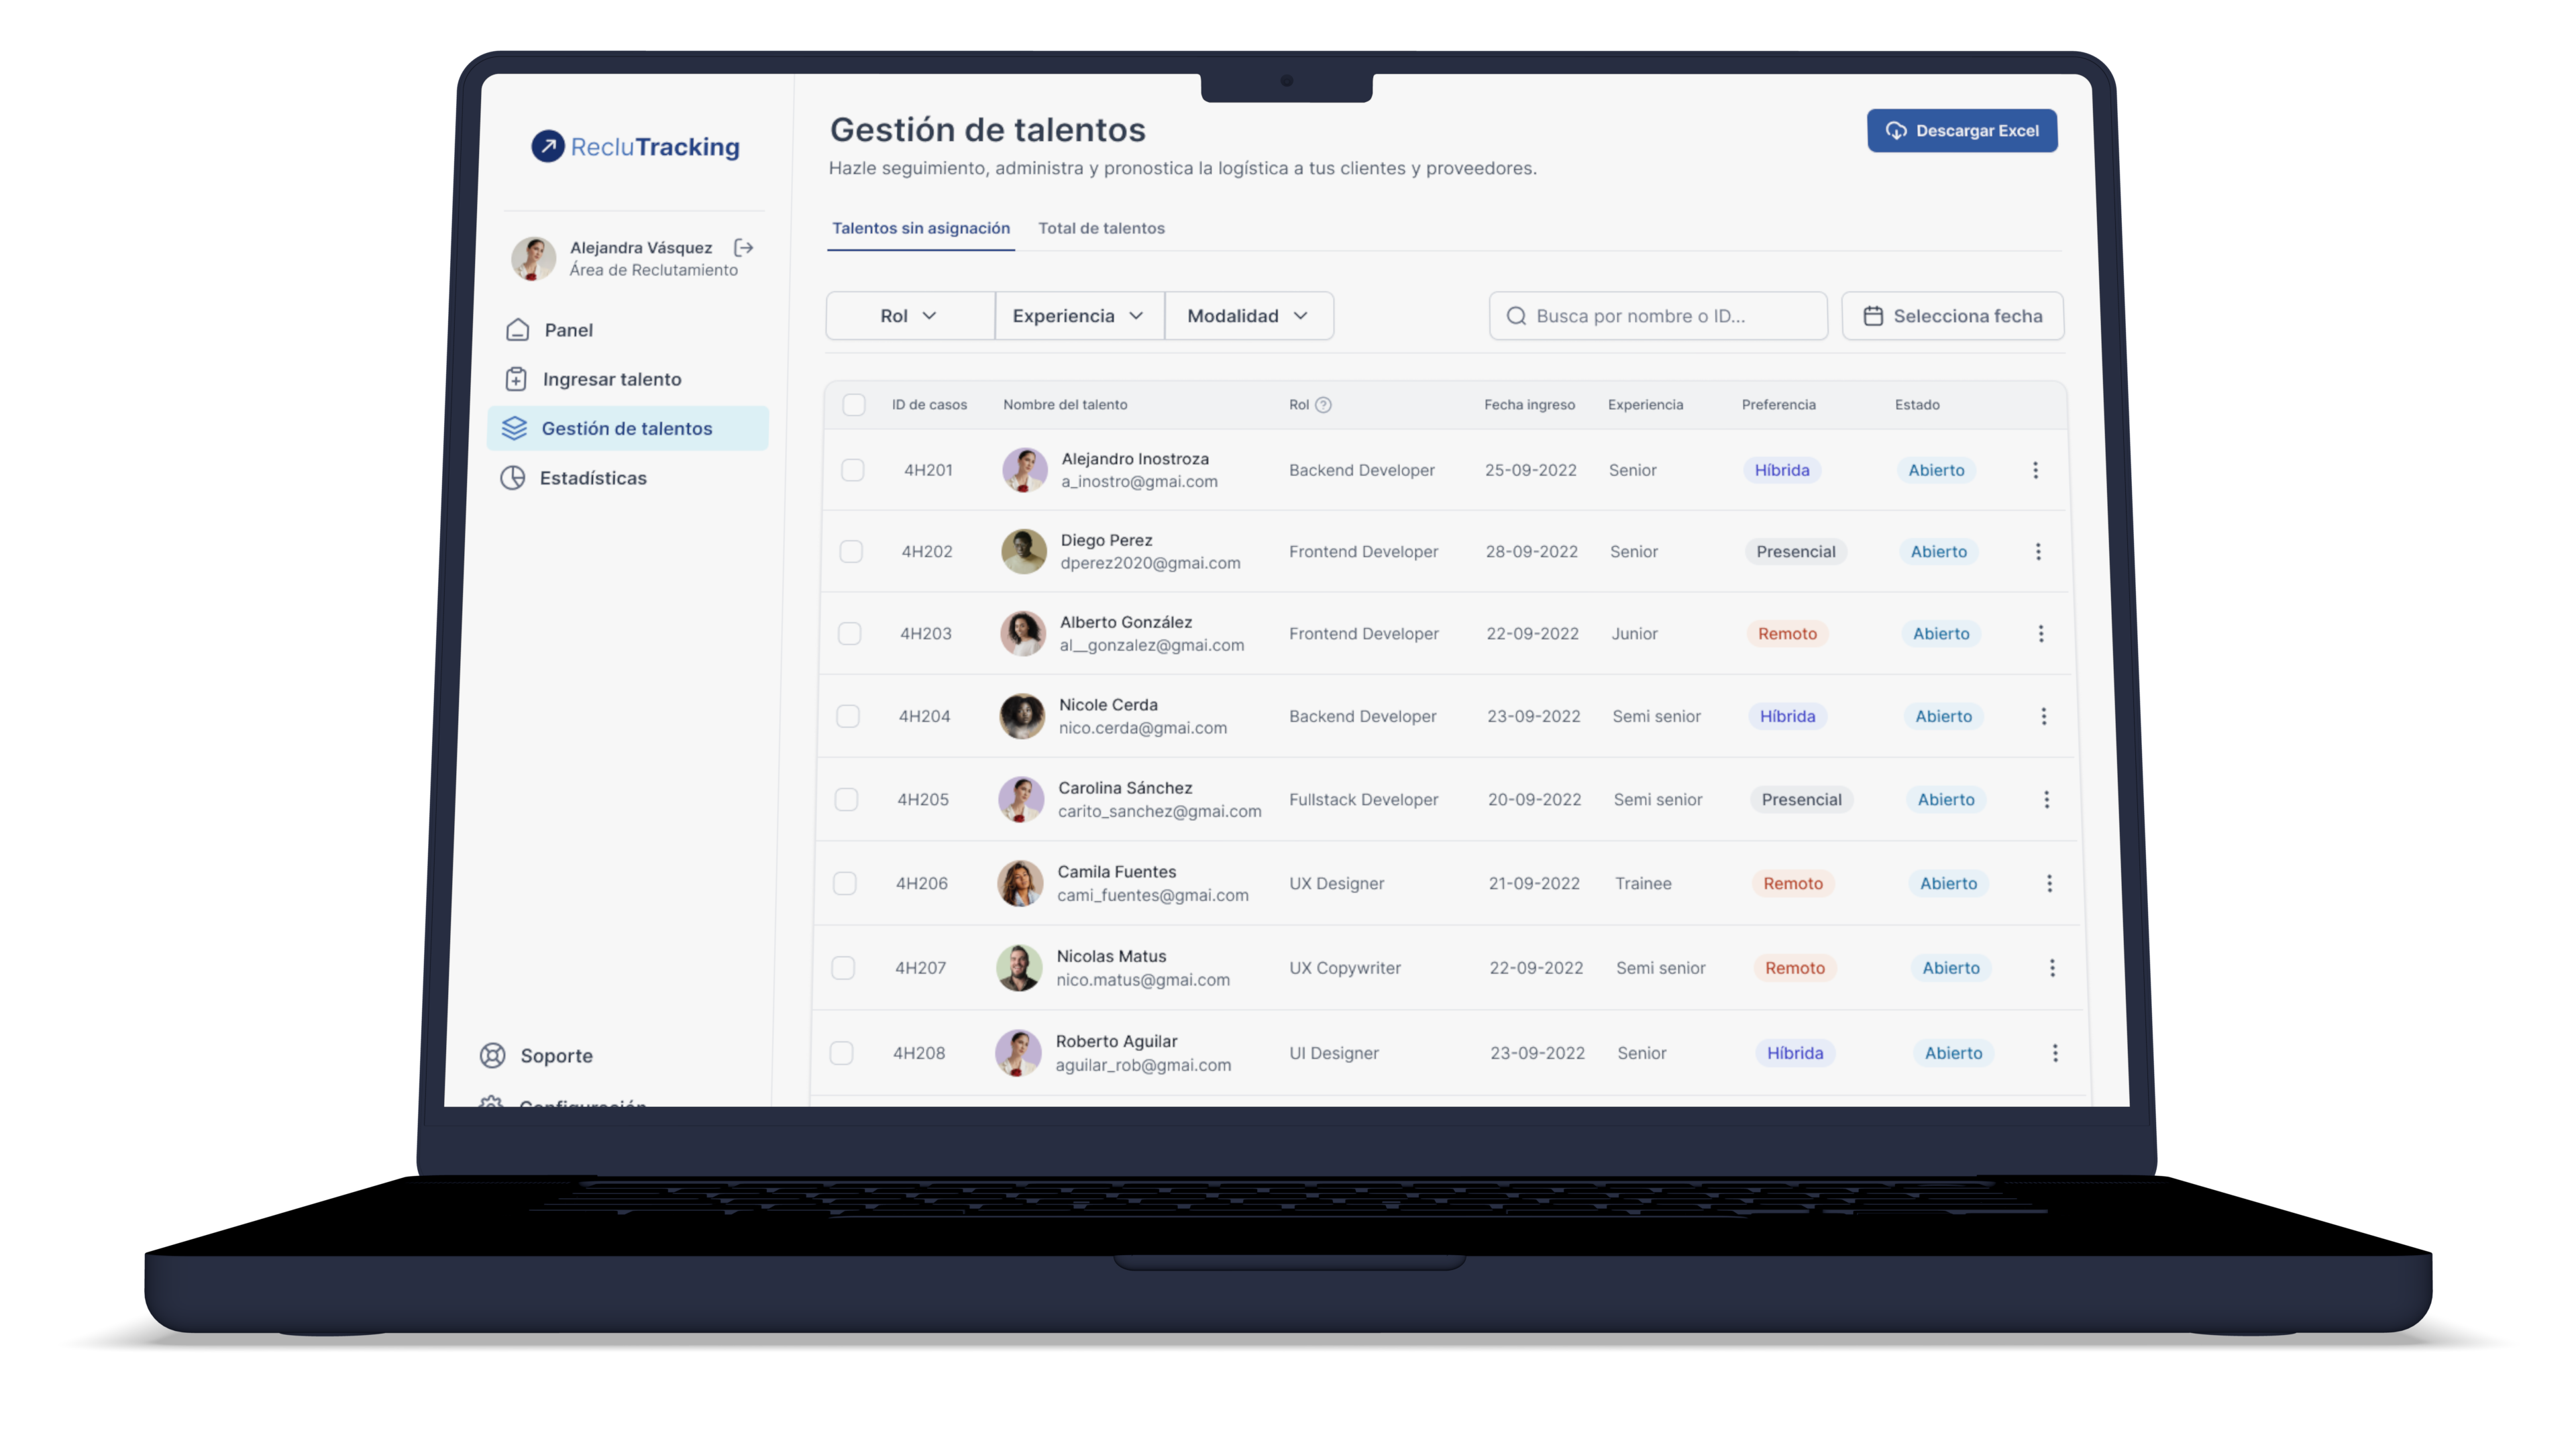 RecluTracking
Alejandra Vásquez
Área de Reclutamiento
Panel
Ingresar talento
Gestión de talentos
Estadísticas
Soporte
Configuración
Gestión de talentos
Descargar Excel
Hazle seguimiento, administra y pronostica la logística a tus clientes y proveedores.
Talentos sin asignación Total de talentos
Rol Experiencia Modalidad Busca por nombre o ID... Selecciona fecha
ID de casos Nombre del talento Rol Fecha ingreso Experiencia Preferencia Estado
4H201 Alejandro Inostroza Backend Developer 25-09-2022 Senior Híbrida Abierto
a_inostro@gmai.com
4H202 Diego Perez Frontend Developer 28-09-2022 Senior Presencial Abierto
dperez2020@gmai.com
4H203 Alberto González Frontend Developer 22-09-2022 Junior Remoto Abierto
al__gonzalez@gmai.com
4H204 Nicole Cerda Backend Developer 23-09-2022 Semi senior Híbrida Abierto
nico.cerda@gmai.com
4H205 Carolina Sánchez Fullstack Developer 20-09-2022 Semi senior Presencial Abierto
carito_sanchez@gmai.com
4H206 Camila Fuentes UX Designer 21-09-2022 Trainee Remoto Abierto
cami_fuentes@gmai.com
4H207 Nicolas Matus UX Copywriter 22-09-2022 Semi senior Remoto Abierto
nico.matus@gmai.com
4H208 Roberto Aguilar UI Designer 23-09-2022 Senior Híbrida Abierto
aguilar_rob@gmai.com